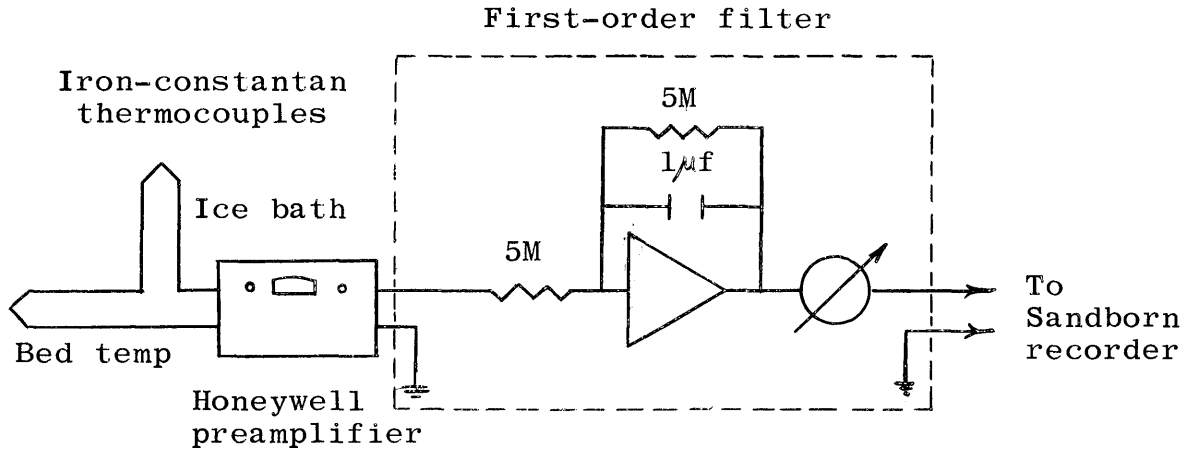 First-order filter
Iron-constantan
thermocouples
5M
1μf
Ice bath
5M
To
Sandborn
recorder
Bed temp
Honeywell
preamplifier